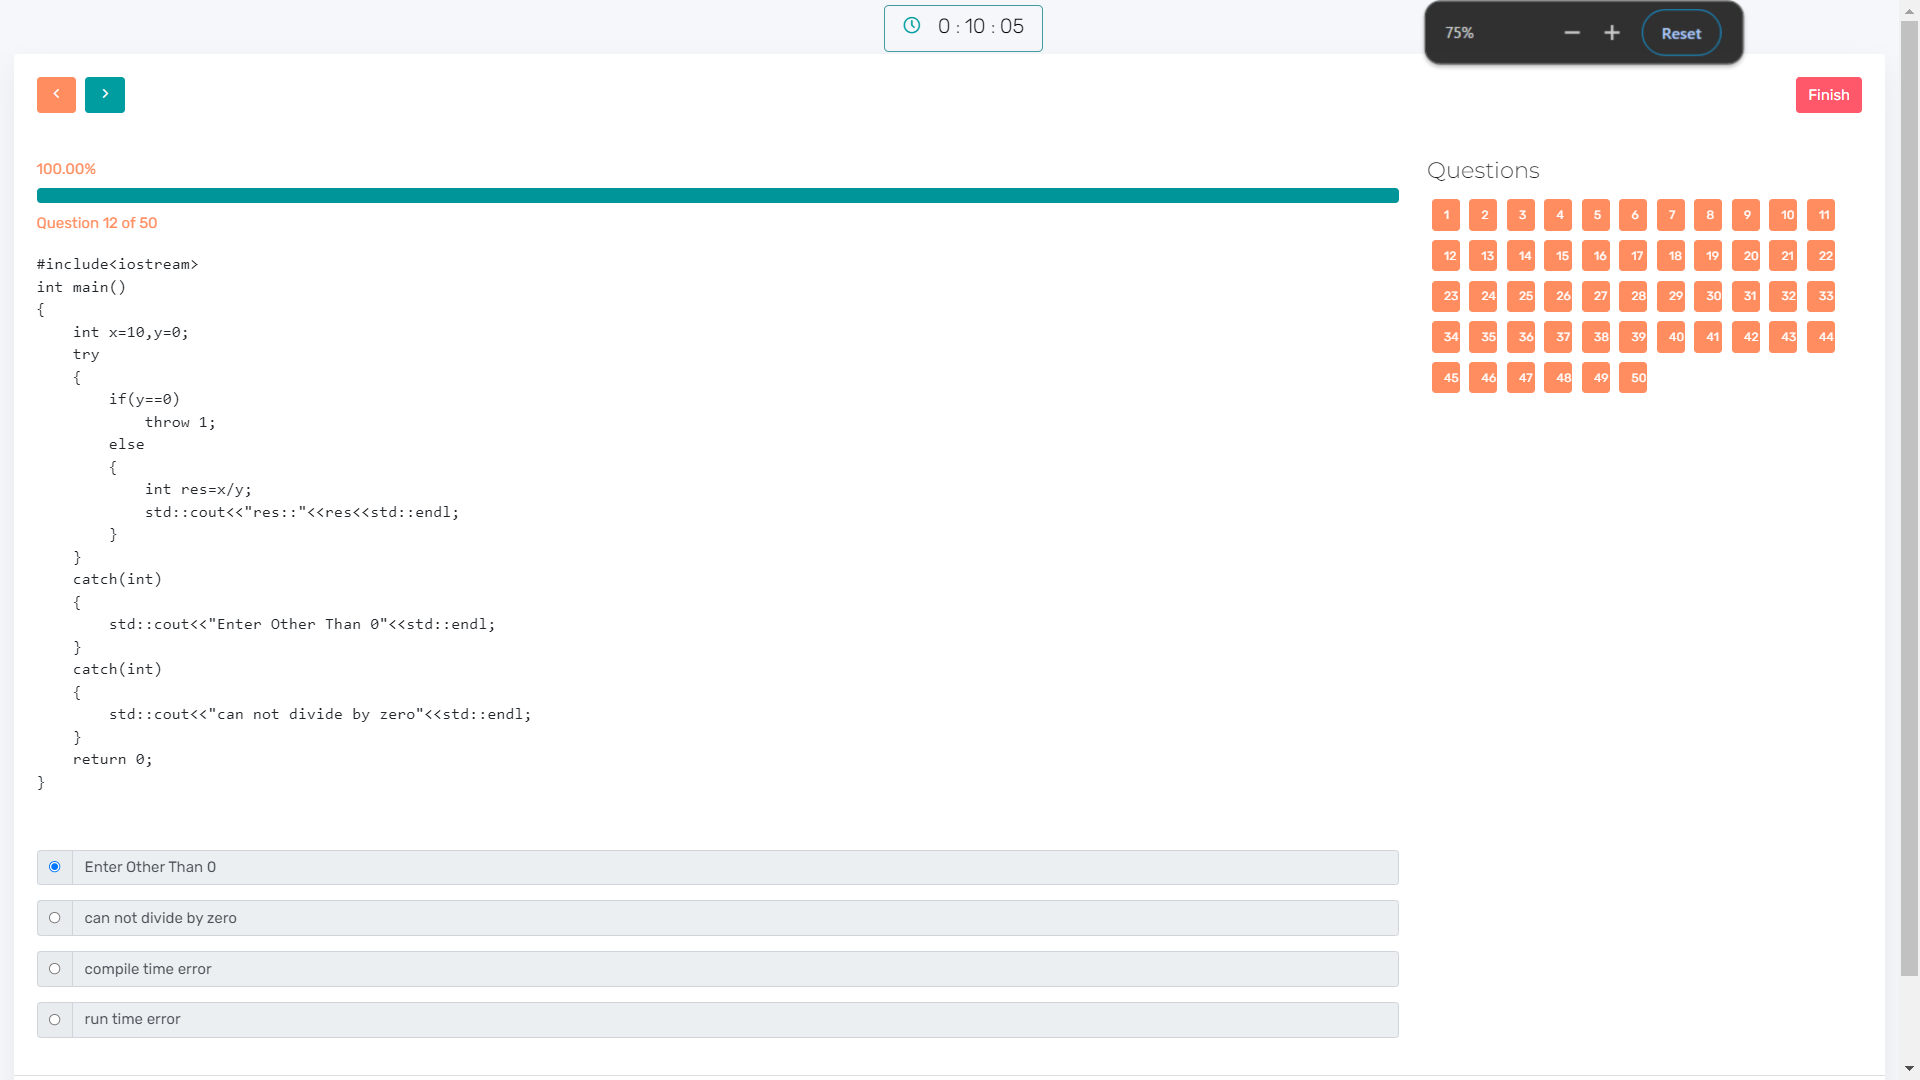 0 : 10 : 05
75%
Reset
Finish
100.00%
Question 12 of 50
#include<iostream>
int main()
{
    int x=10,y=0;
    try
    {
        if(y==0)
            throw 1;
        else
        {
            int res=x/y;
            std::cout<<"res::"<<res<<std::endl;
        }
    }
    catch(int)
    {
        std::cout<<"Enter Other Than 0"<<std::endl;
    }
    catch(int)
    {
        std::cout<<"can not divide by zero"<<std::endl;
    }
    return 0;
}
Enter Other Than 0
can not divide by zero
compile time error
run time error
Questions
1 2 3 4 5 6 7 8 9 10 11
12 13 14 15 16 17 18 19 20 21 22
23 24 25 26 27 28 29 30 31 32 33
34 35 36 37 38 39 40 41 42 43 44
45 46 47 48 49 50